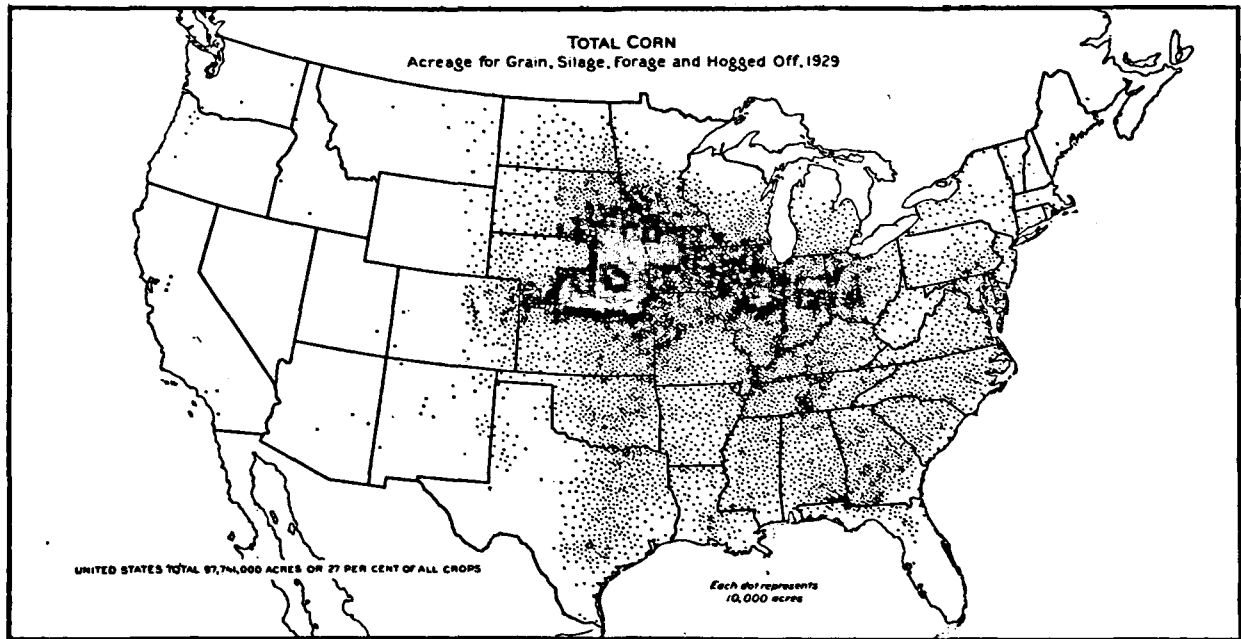 TOTAL CORN
Acreage for Grain, Silage, Forage and Hogged Off, 1929
UNITED STATES TOTAL 97,741,000 ACRES OR 27 PER CENT OF ALL CROPS
Each dot represents
10,000 acres